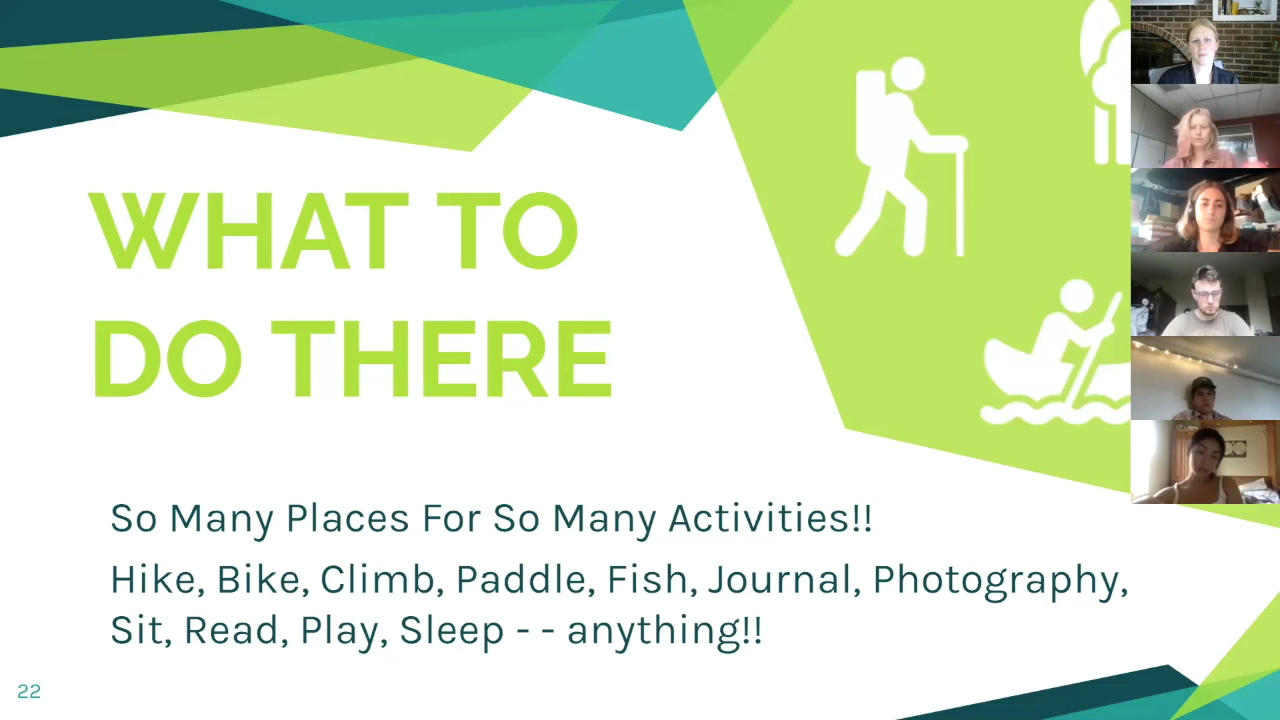 WHAT TO
DO THERE
So Many Places For So Many Activities!!
Hike, Bike, Climb, Paddle, Fish, Journal, Photography,
Sit, Read, Play, Sleep - - anything!!
22